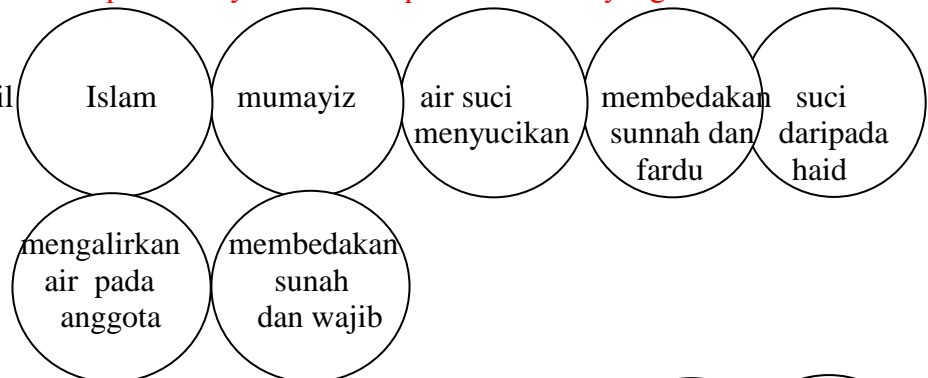 il
Islam
mumayiz
air suci
menyucikan
membedakan
sunnah dan
fardu
suci
daripada
haid
mengalirkan
air pada
anggota
membedakan
sunah
dan wajib